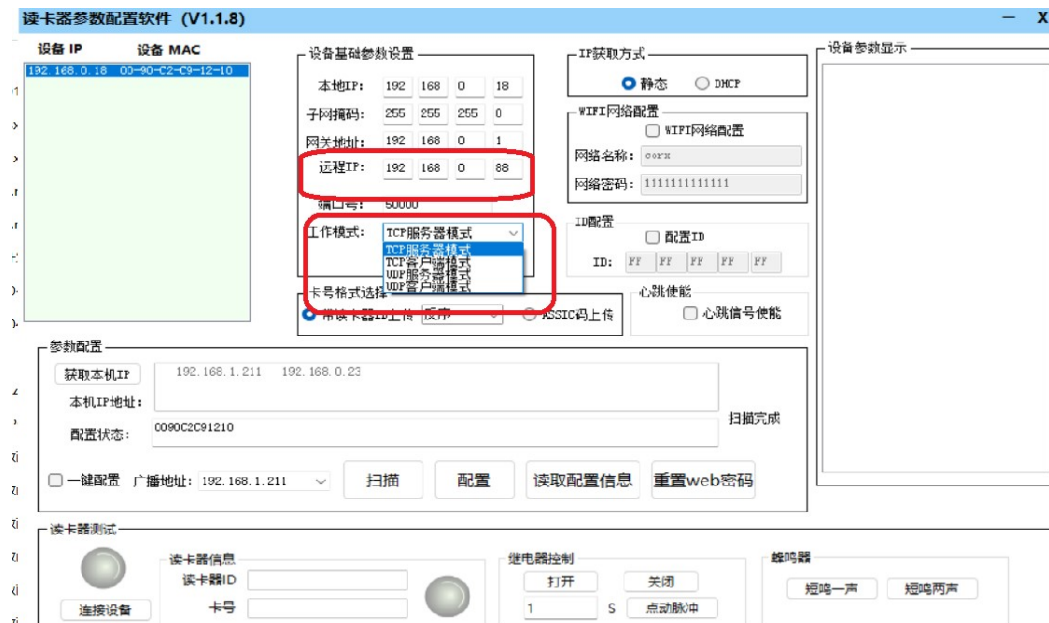 读卡器参数配置软件 (V1.1.8)
— X
设备 IP 设备 MAC
192.168.0.18 00-90-C2-C9-12-10
设备基础参数设置
本地IP: 192 168 0 18
子网掩码: 255 255 255 0
网关地址: 192 168 0 1
远程IP: 192 168 0 88
端口号: 50000
工作模式: TCP服务器模式
TCP服务器模式
TCP客户端模式
UDP服务器模式
UDP客户端模式
IP获取方式
静态 DHCP
WIFI网络配置
WIFI网络配置
网络名称: corx
网络密码: 1111111111111
ID配置
配置ID
ID: FF FF FF FF FF
卡号格式选择
带读卡器ID上传 反序 ASSIC码上传
心跳使能
心跳信号使能
设备参数显示
参数配置
获取本机IP 192.168.1.211 192.168.0.23
本机IP地址:
配置状态: 0090C2C91210
扫描完成
一键配置 广播地址: 192.168.1.211 扫描 配置 读取配置信息 重置web密码
读卡器测试
连接设备
读卡器信息
读卡器ID
卡号
继电器控制
打开 关闭
1 S 点动脉冲
蜂鸣器
短鸣一声 短鸣两声